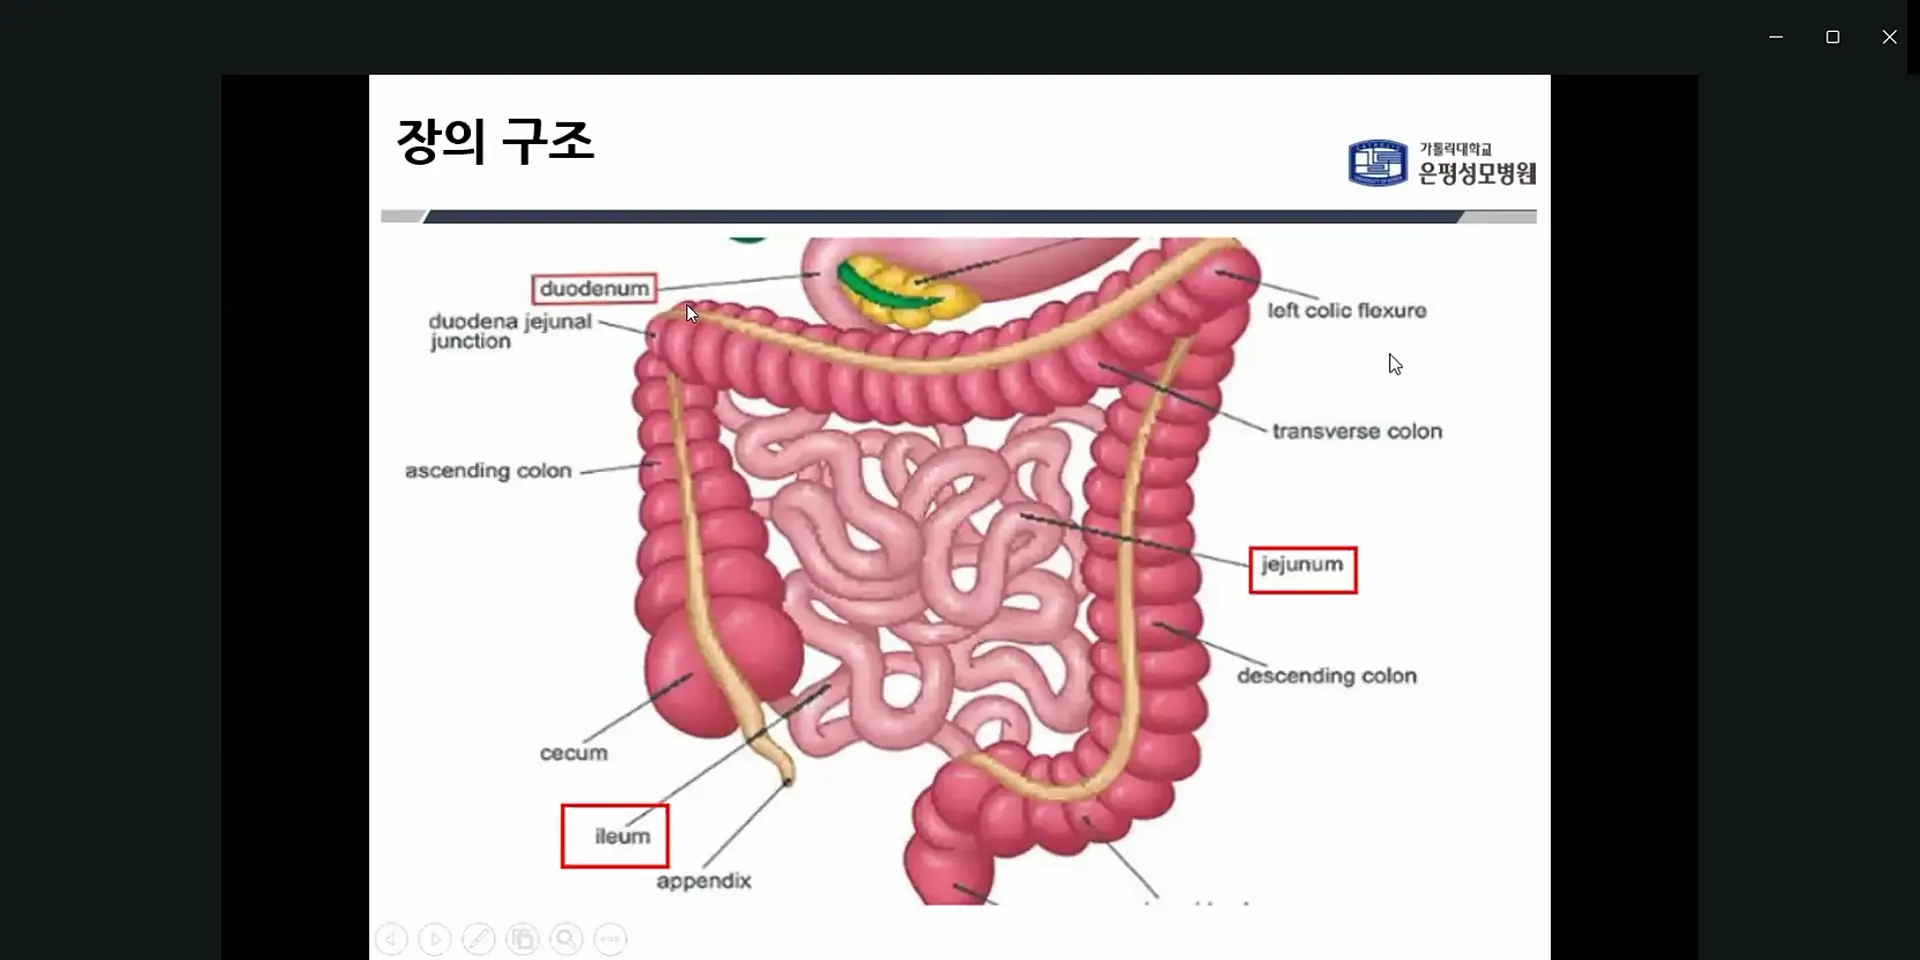 장의 구조
가톨릭대학교
은평성모병원
duodenum
duodena jejunal
junction
left colic flexure
transverse colon
ascending colon
jejunum
descending colon
cecum
ileum
appendix